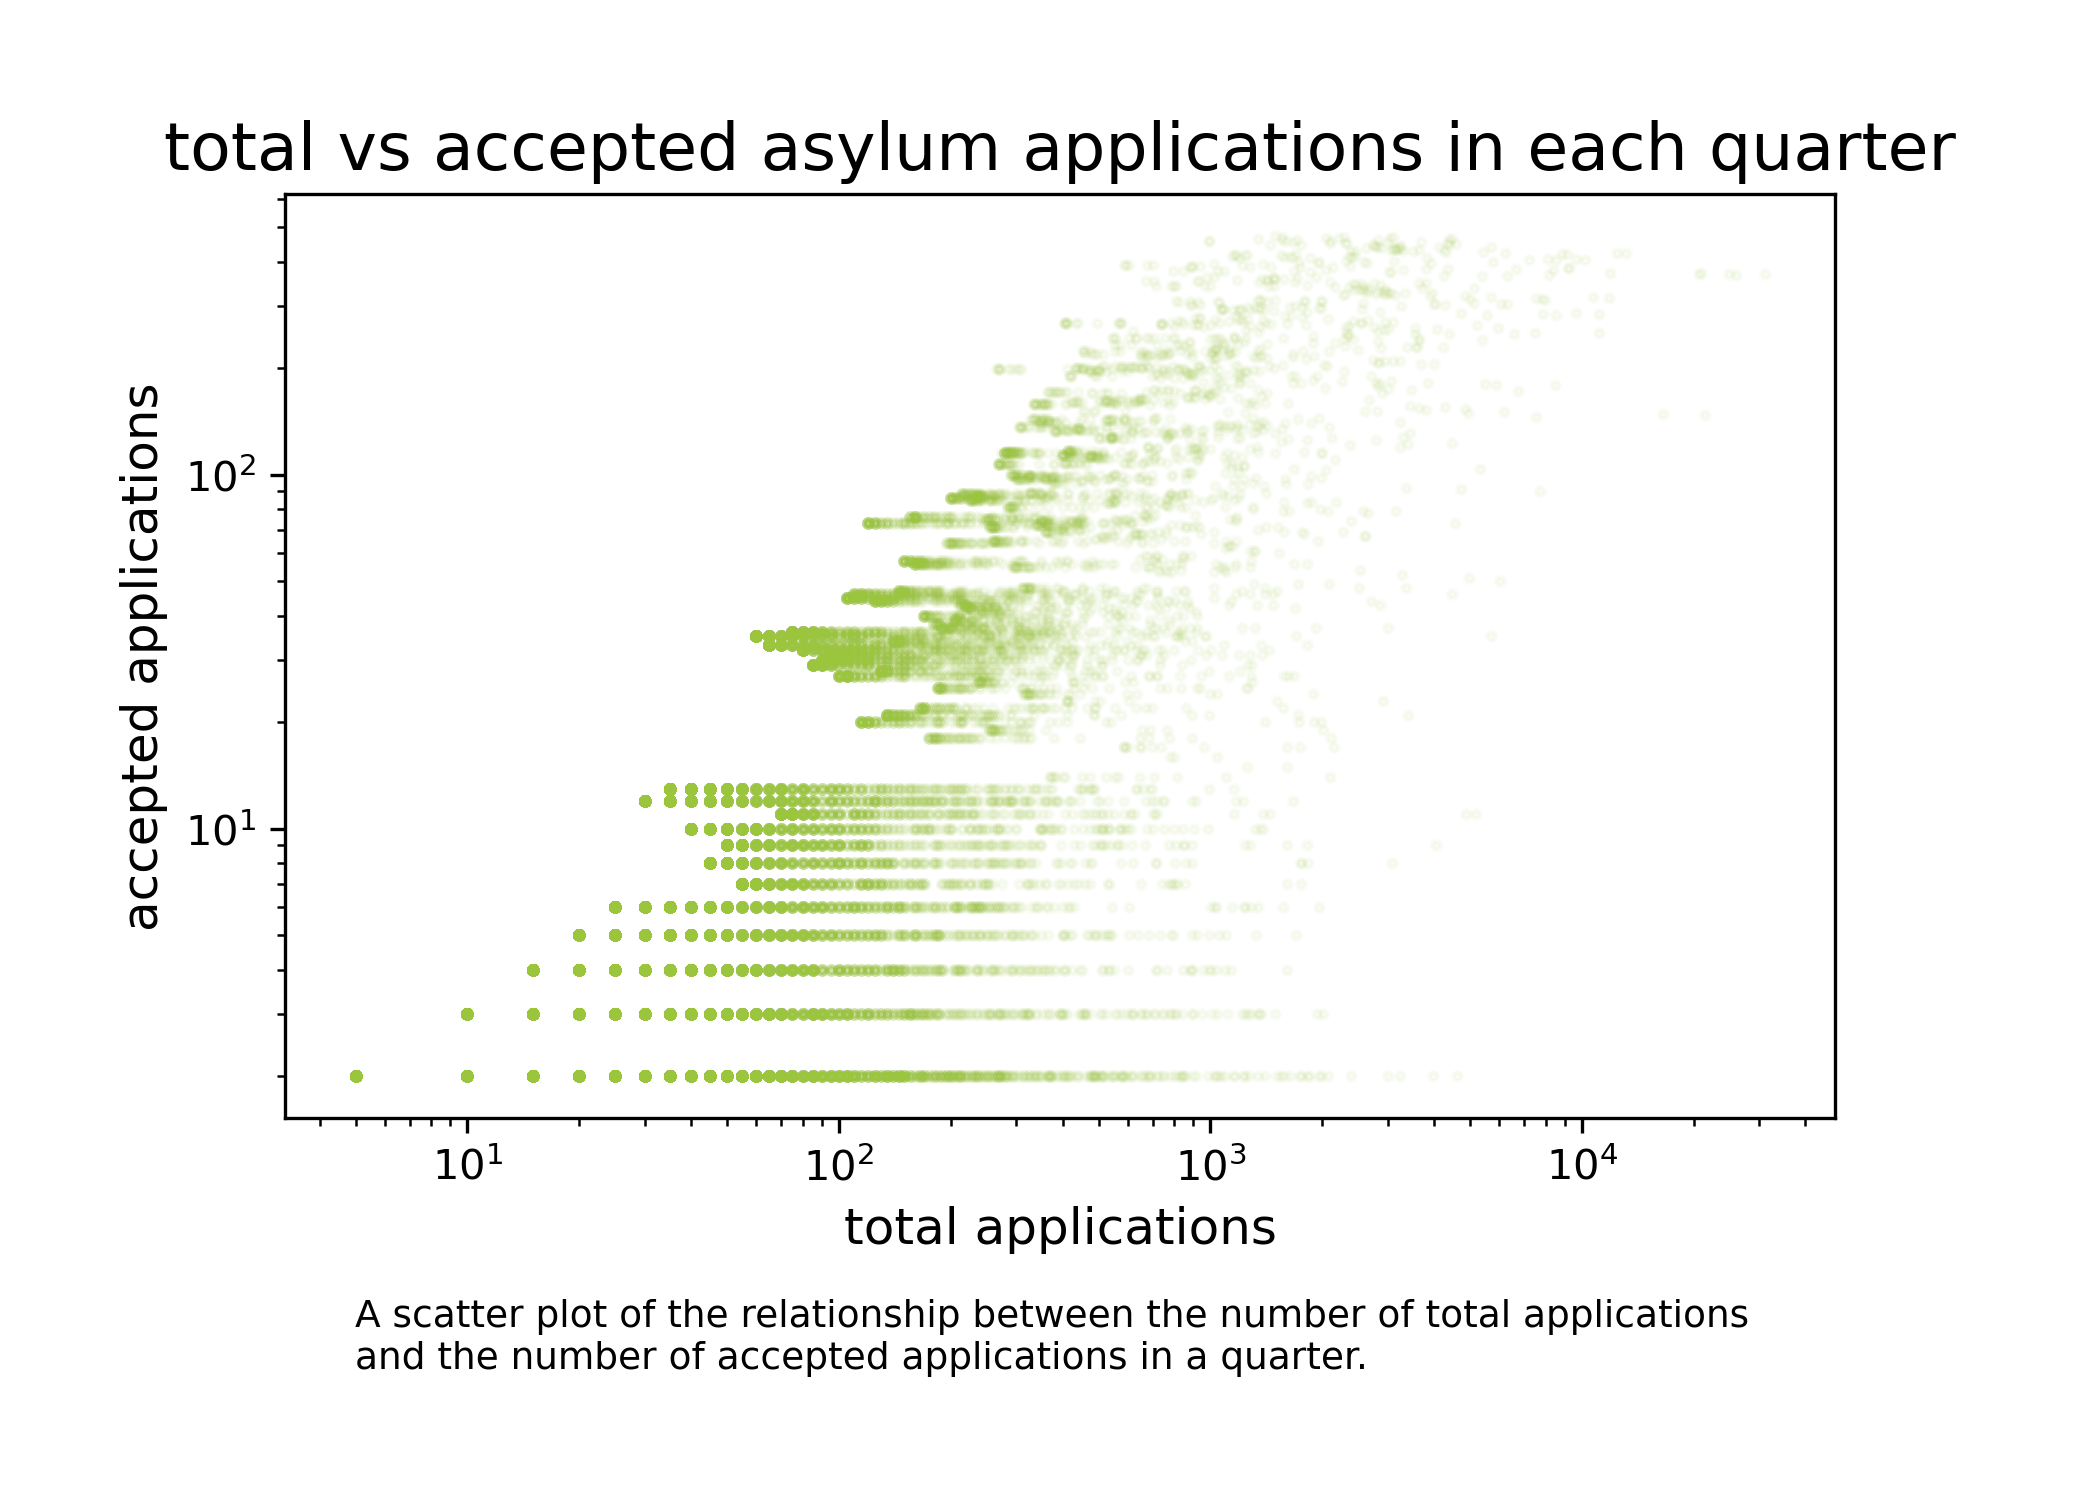 total vs accepted asylum applications in each quarter
accepted applications
10²
10¹
10¹
10²
10³
10⁴
total applications
A scatter plot of the relationship between the number of total applications
and the number of accepted applications in a quarter.